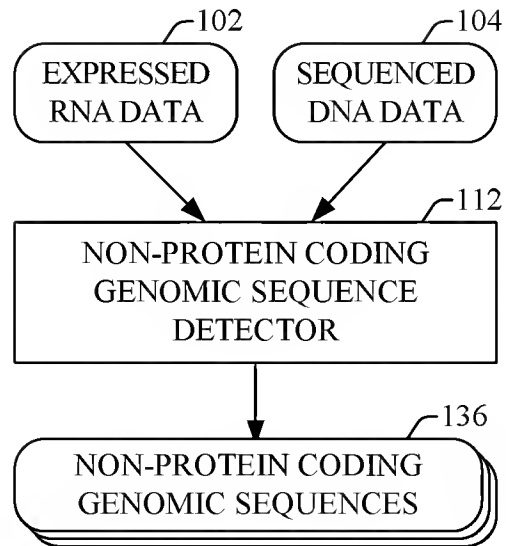 102
104
EXPRESSED
RNA DATA
SEQUENCED
DNA DATA
112
NON-PROTEIN CODING
GENOMIC SEQUENCE
DETECTOR
136
NON-PROTEIN CODING
GENOMIC SEQUENCES